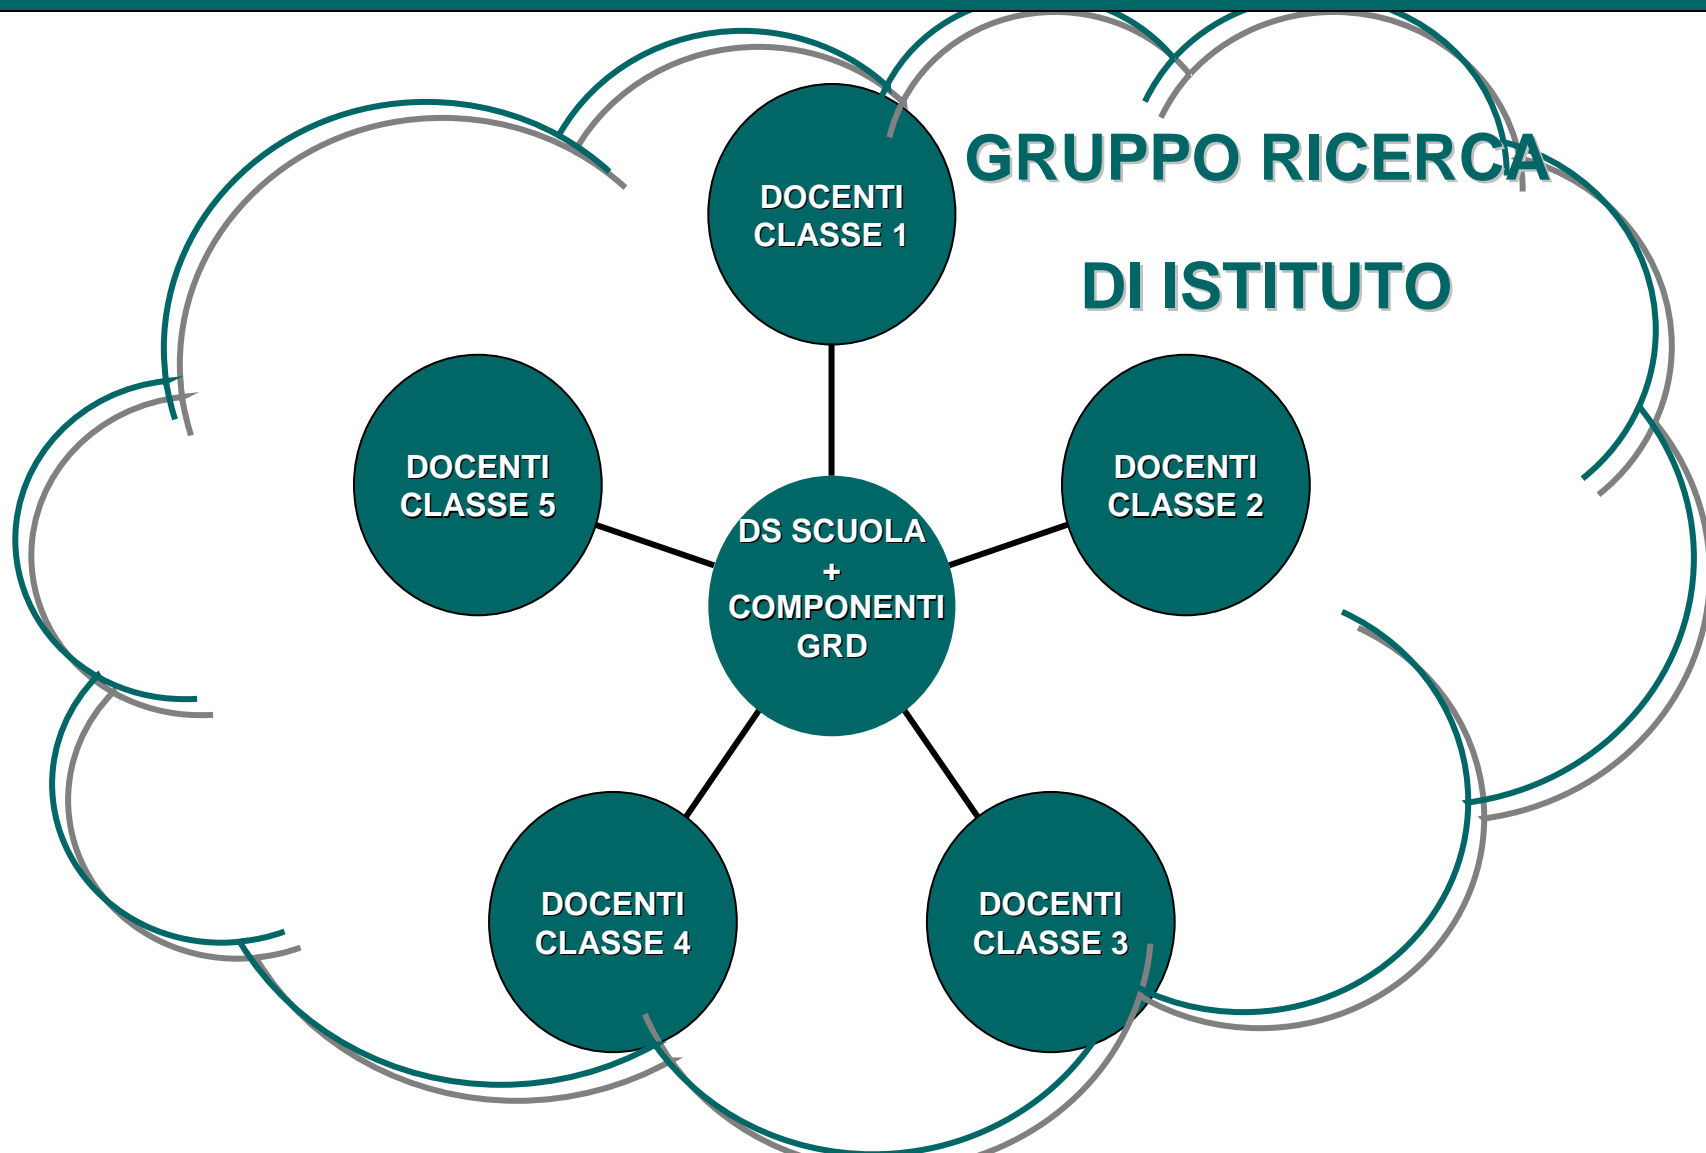 GRUPPO RICERCA
DI ISTITUTO
DOCENTI
CLASSE 1
DOCENTI
CLASSE 5
DOCENTI
CLASSE 2
DS SCUOLA
+
COMPONENTI
GRD
DOCENTI
CLASSE 4
DOCENTI
CLASSE 3